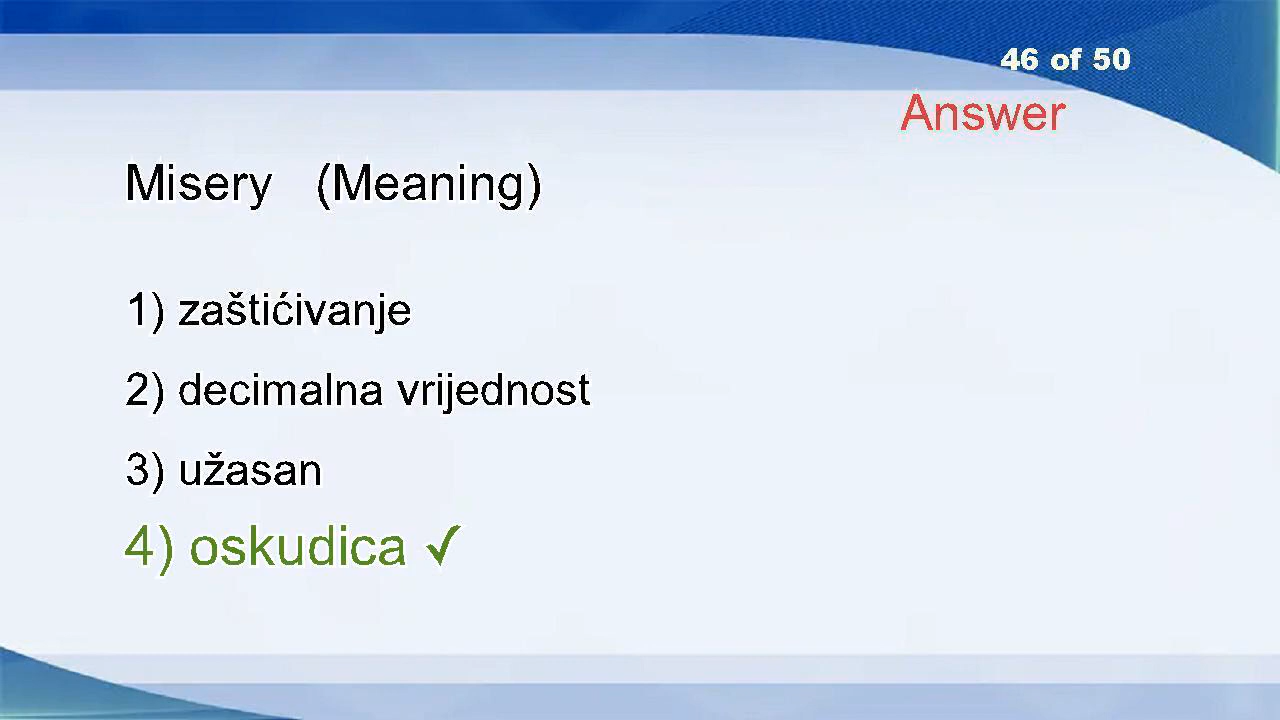 46 of 50
Answer
Misery (Meaning)
1) zaštićivanje
2) decimalna vrijednost
3) užasan
4) oskudica ✓